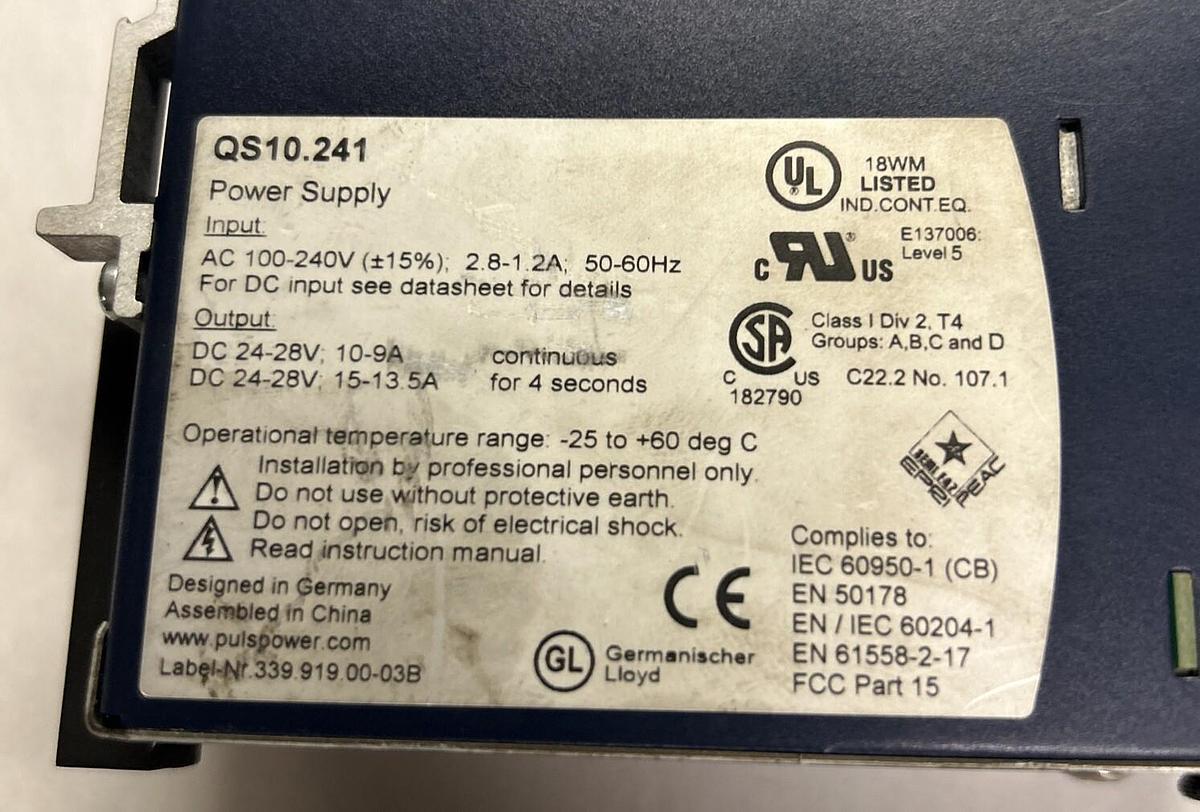 QS10.241
Power Supply
Input:
AC 100-240V (±15%); 2.8-1.2A; 50-60Hz
For DC input see datasheet for details
Output:
DC 24-28V; 10-9A continuous
DC 24-28V; 15-13.5A for 4 seconds
Operational temperature range: -25 to +60 deg C
Installation by professional personnel only.
Do not use without protective earth.
Do not open, risk of electrical shock.
Read instruction manual.
Designed in Germany
Assembled in China
www.pulspower.com
Label-Nr.339.919.00-03B
UL ®
18WM
LISTED
IND.CONT.EQ.
C RU ® US
E137006:
Level 5
SA
C US
182790
Class I Div 2, T4
Groups: A,B,C and D
C22.2 No. 107.1
SEMI F47
EPRI PEAC
CE
GL
Germanischer
Lloyd
Complies to:
IEC 60950-1 (CB)
EN 50178
EN / IEC 60204-1
EN 61558-2-17
FCC Part 15